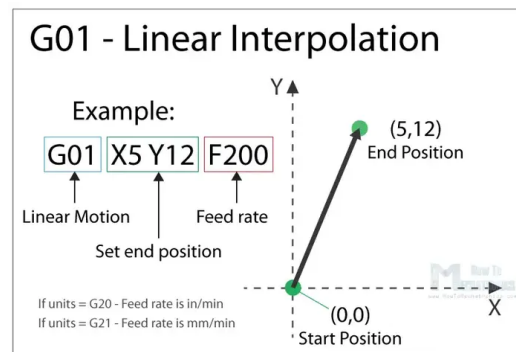 G01 - Linear Interpolation
Example:
G01 X5 Y12 F200
Linear Motion
Feed rate
Set end position
If units = G20 - Feed rate is in/min
If units = G21 - Feed rate is mm/min
Y
(5,12)
End Position
X
(0,0)
Start Position
How To